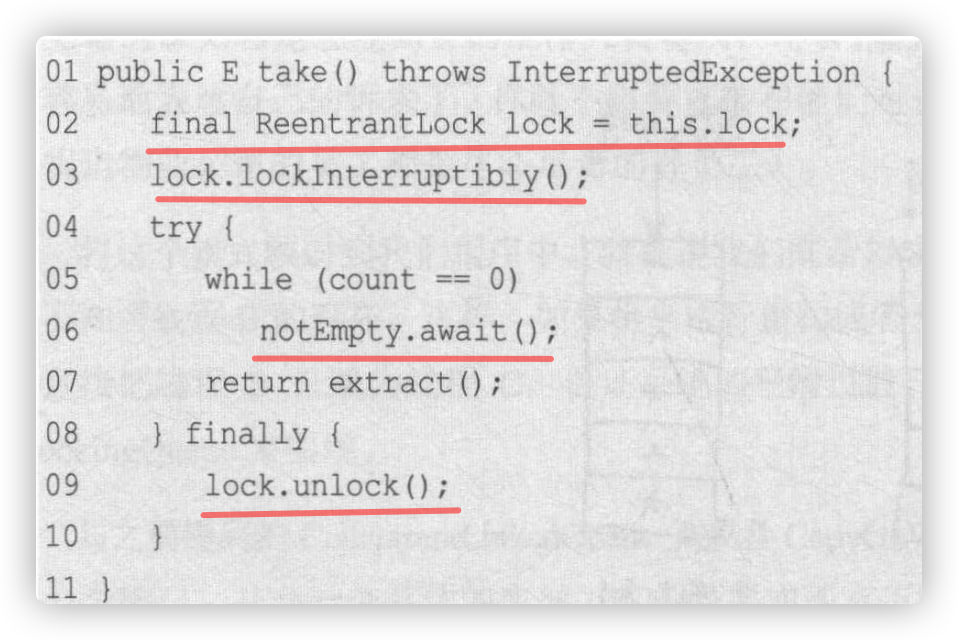 01 public E take() throws InterruptedException {
02 final ReentrantLock lock = this.lock;
03 lock.lockInterruptibly();
04 try {
05 while (count == 0)
06 notEmpty.await();
07 return extract();
08 } finally {
09 lock.unlock();
10 }
11 }